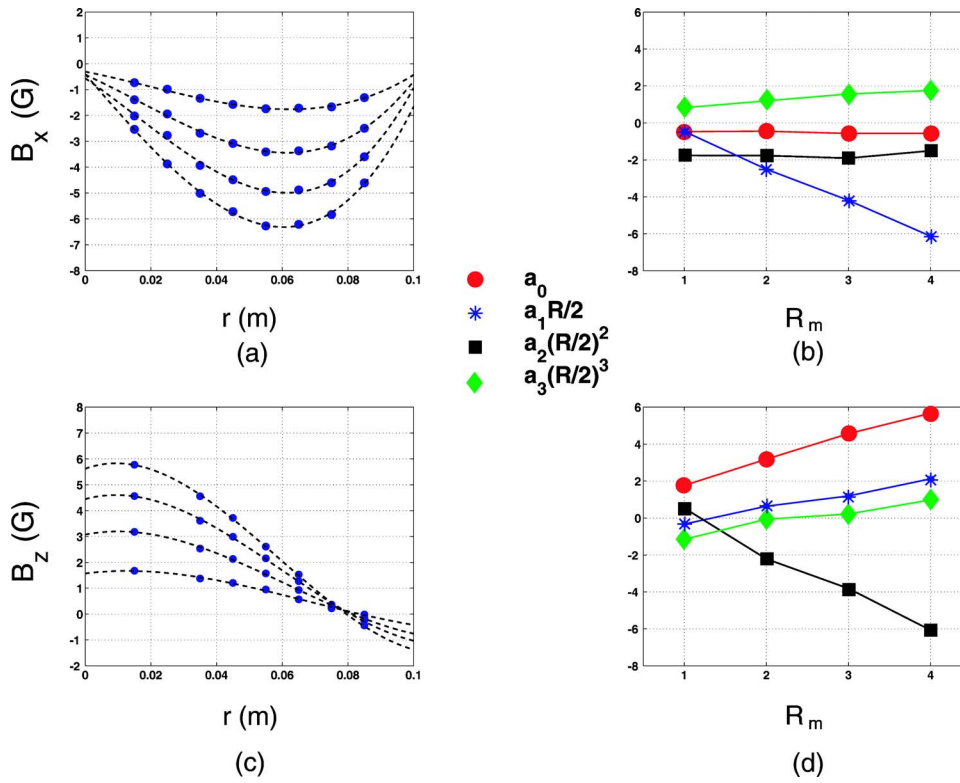 2
1
0
-1
-2
-3
-4
-5
-6
-7
-8
0 0.02 0.04 0.06 0.08 0.1
B_x (G)
r (m)
(a)
6
4
2
0
-2
-4
-6
-8
1 2 3 4
R_m
(b)
a_0
a_1R/2
a_2(R/2)^2
a_3(R/2)^3
8
7
6
5
4
3
2
1
0
-1
-2
0 0.02 0.04 0.06 0.08 0.1
B_z (G)
r (m)
(c)
6
4
2
0
-2
-4
-6
-8
1 2 3 4
R_m
(d)